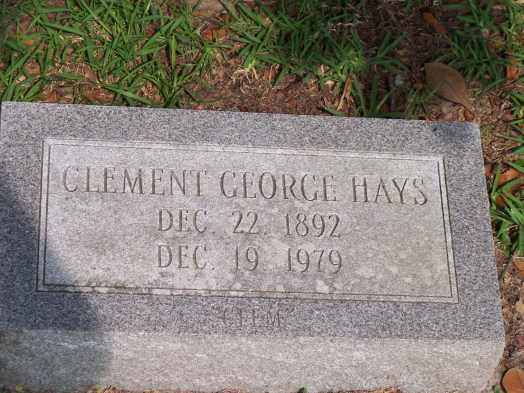 CLEMENT GEORGE HAYS
DEC. 22. 1892
DEC. 19 1979
"CLEM"